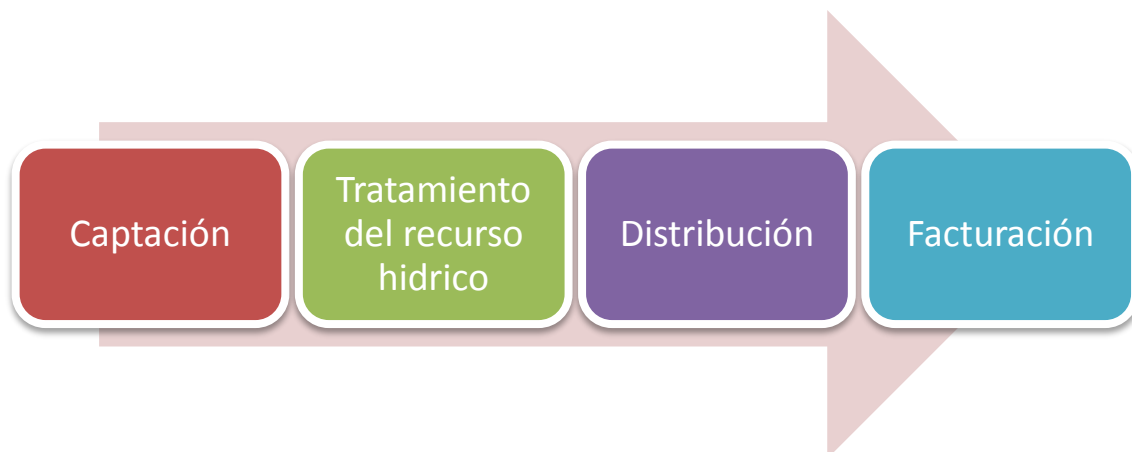 Captación
Tratamiento
del recurso
hidrico
Distribución
Facturación